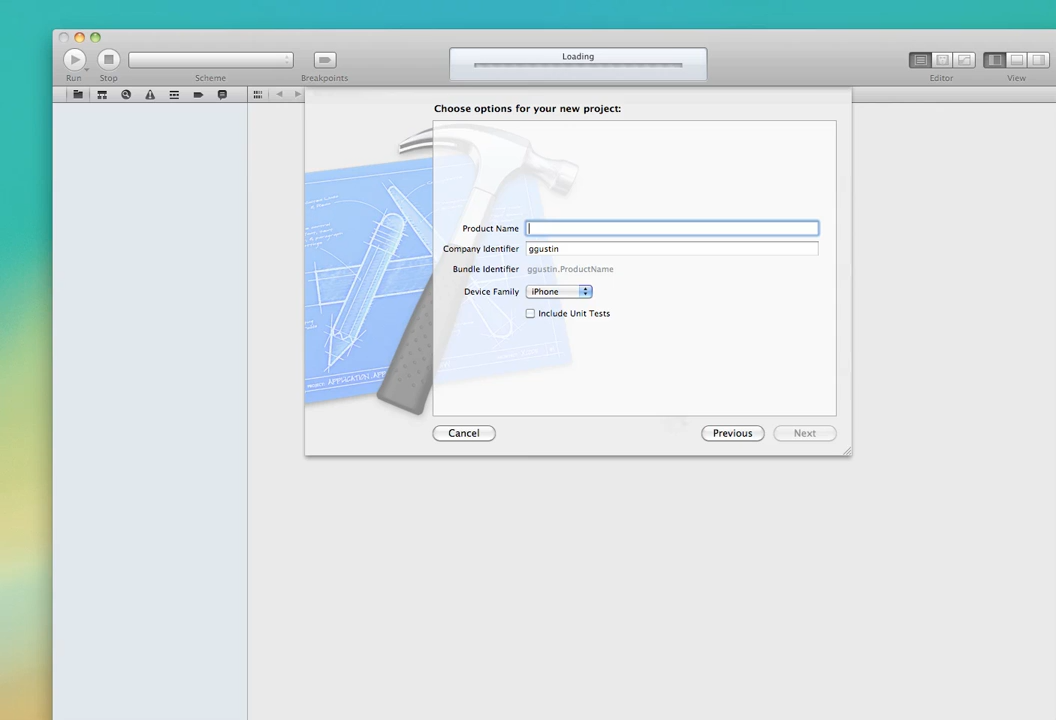 Loading
Run
Stop
Scheme
Breakpoints
Editor
View
Choose options for your new project:
Product Name
Company Identifier ggustin
Bundle Identifier ggustin.ProductName
Device Family iPhone
Include Unit Tests
Cancel
Previous
Next